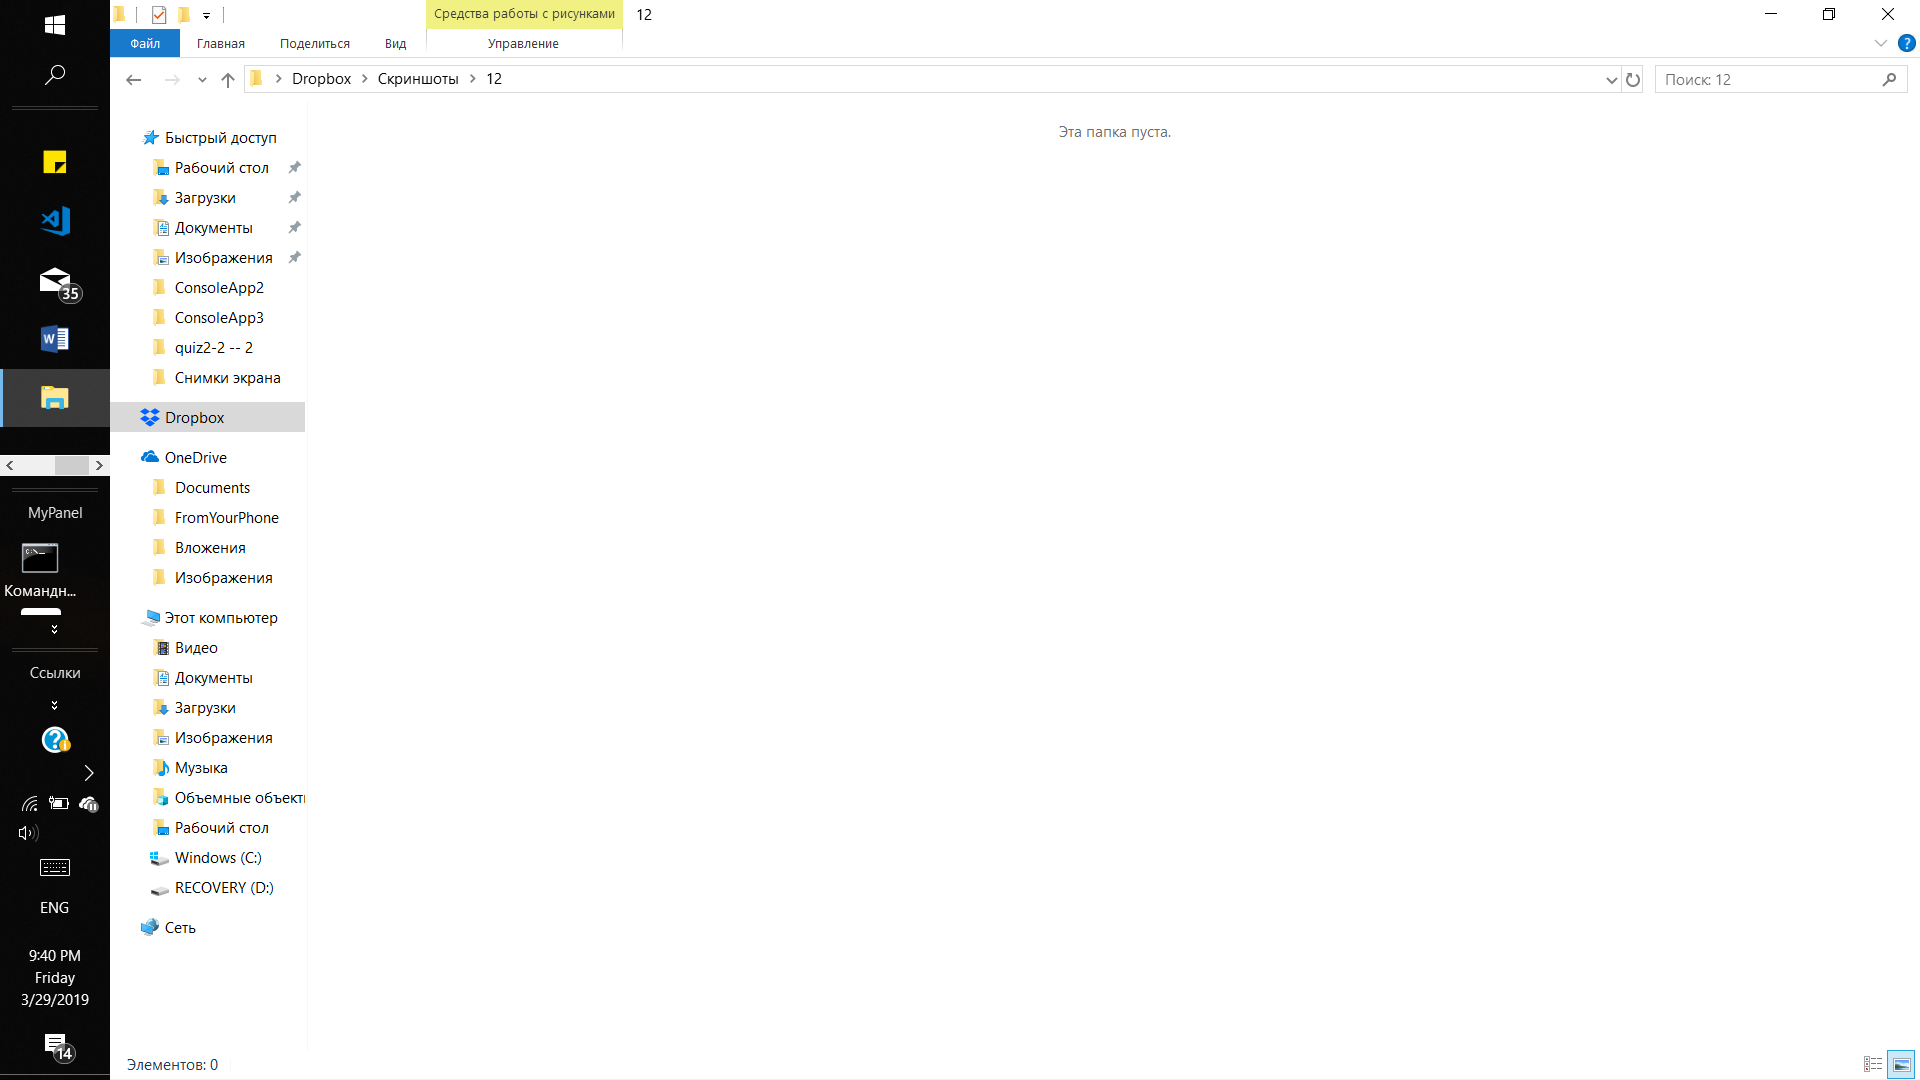 35
MyPanel
Командн...
Ссылки
ENG
9:40 PM
Friday
3/29/2019
14
Средства работы с рисунками
12
Файл
Главная
Поделиться
Вид
Управление
Dropbox
Скриншоты
12
Поиск: 12
Быстрый доступ
Рабочий стол
Загрузки
Документы
Изображения
ConsoleApp2
ConsoleApp3
quiz2-2 -- 2
Снимки экрана
Dropbox
OneDrive
Documents
FromYourPhone
Вложения
Изображения
Этот компьютер
Видео
Документы
Загрузки
Изображения
Музыка
Объемные объект
Рабочий стол
Windows (C:)
RECOVERY (D:)
Сеть
Эта папка пуста.
Элементов: 0